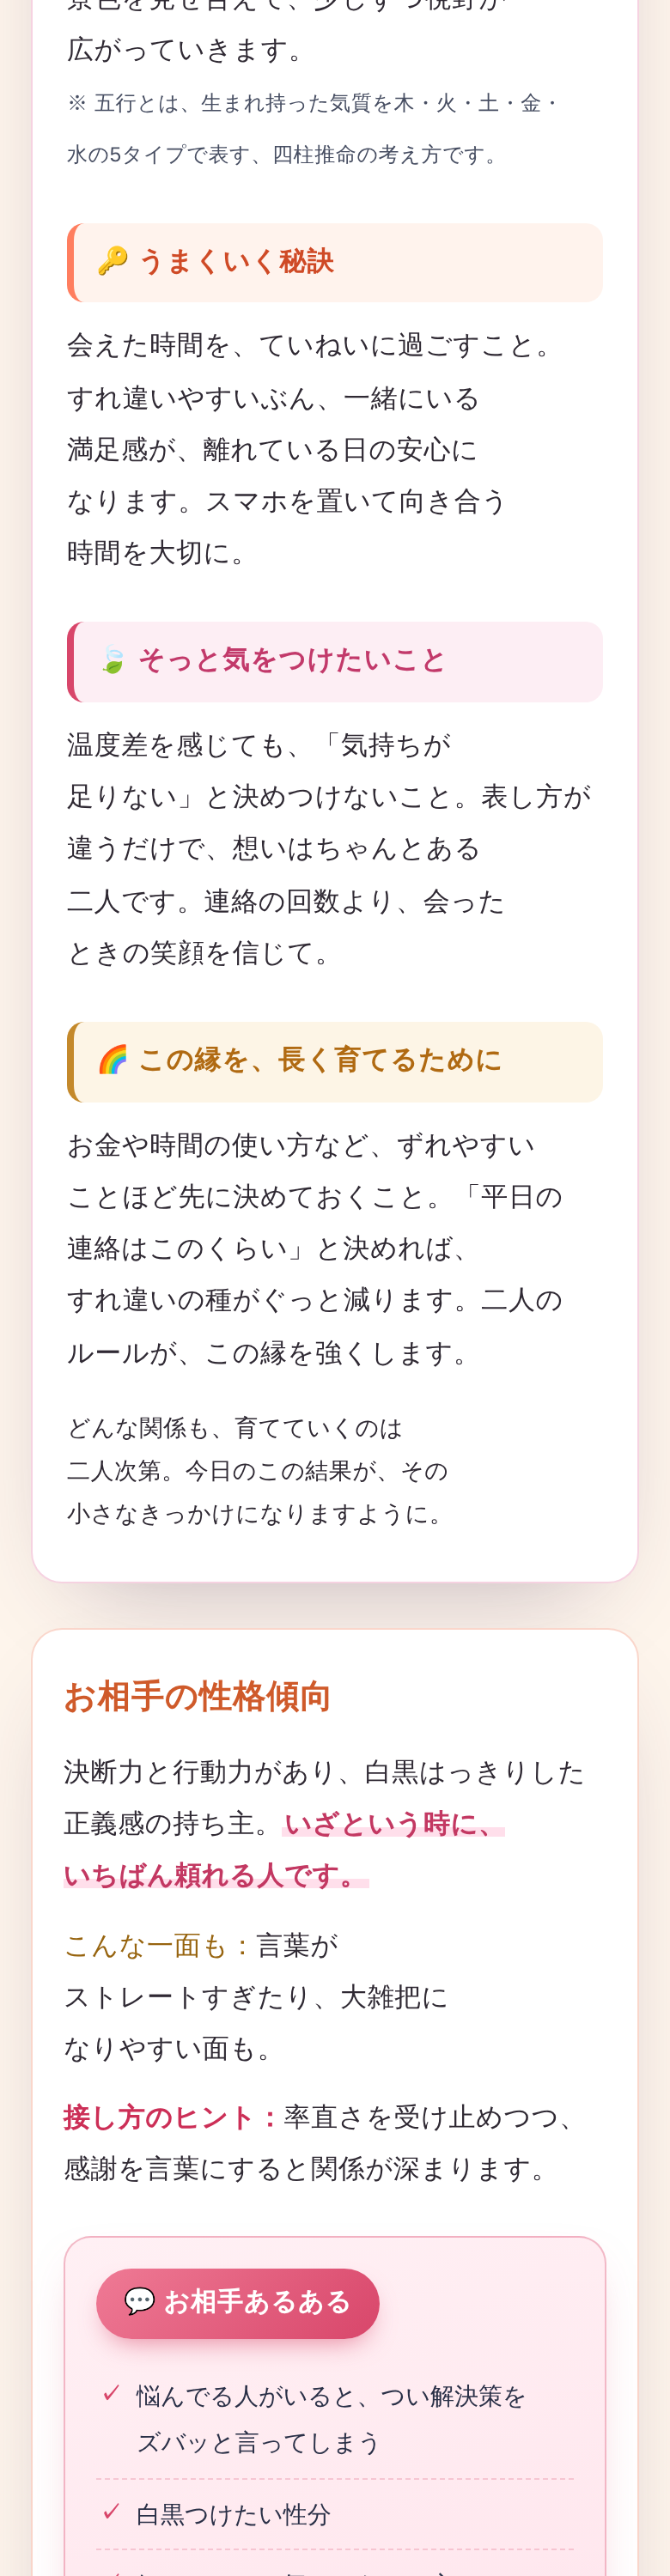 景色を見せ合えて、少しずつ視野が
広がっていきます。
※ 五行とは、生まれ持った気質を木・火・土・金・
水の5タイプで表す、四柱推命の考え方です。
🔑 うまくいく秘訣
会えた時間を、ていねいに過ごすこと。
すれ違いやすいぶん、一緒にいる
満足感が、離れている日の安心に
なります。スマホを置いて向き合う
時間を大切に。
🍃 そっと気をつけたいこと
温度差を感じても、「気持ちが
足りない」と決めつけないこと。表し方が
違うだけで、想いはちゃんとある
二人です。連絡の回数より、会った
ときの笑顔を信じて。
🌈 この縁を、長く育てるために
お金や時間の使い方など、ずれやすい
ことほど先に決めておくこと。「平日の
連絡はこのくらい」と決めれば、
すれ違いの種がぐっと減ります。二人の
ルールが、この縁を強くします。
どんな関係も、育てていくのは
二人次第。今日のこの結果が、その
小さなきっかけになりますように。
お相手の性格傾向
決断力と行動力があり、白黒はっきりした
正義感の持ち主。いざという時に、
いちばん頼れる人です。
こんな一面も：言葉が
ストレートすぎたり、大雑把に
なりやすい面も。
接し方のヒント：率直さを受け止めつつ、
感謝を言葉にすると関係が深まります。
💬 お相手あるある
✓ 悩んでる人がいると、つい解決策を
ズバッと言ってしまう
✓ 白黒つけたい性分